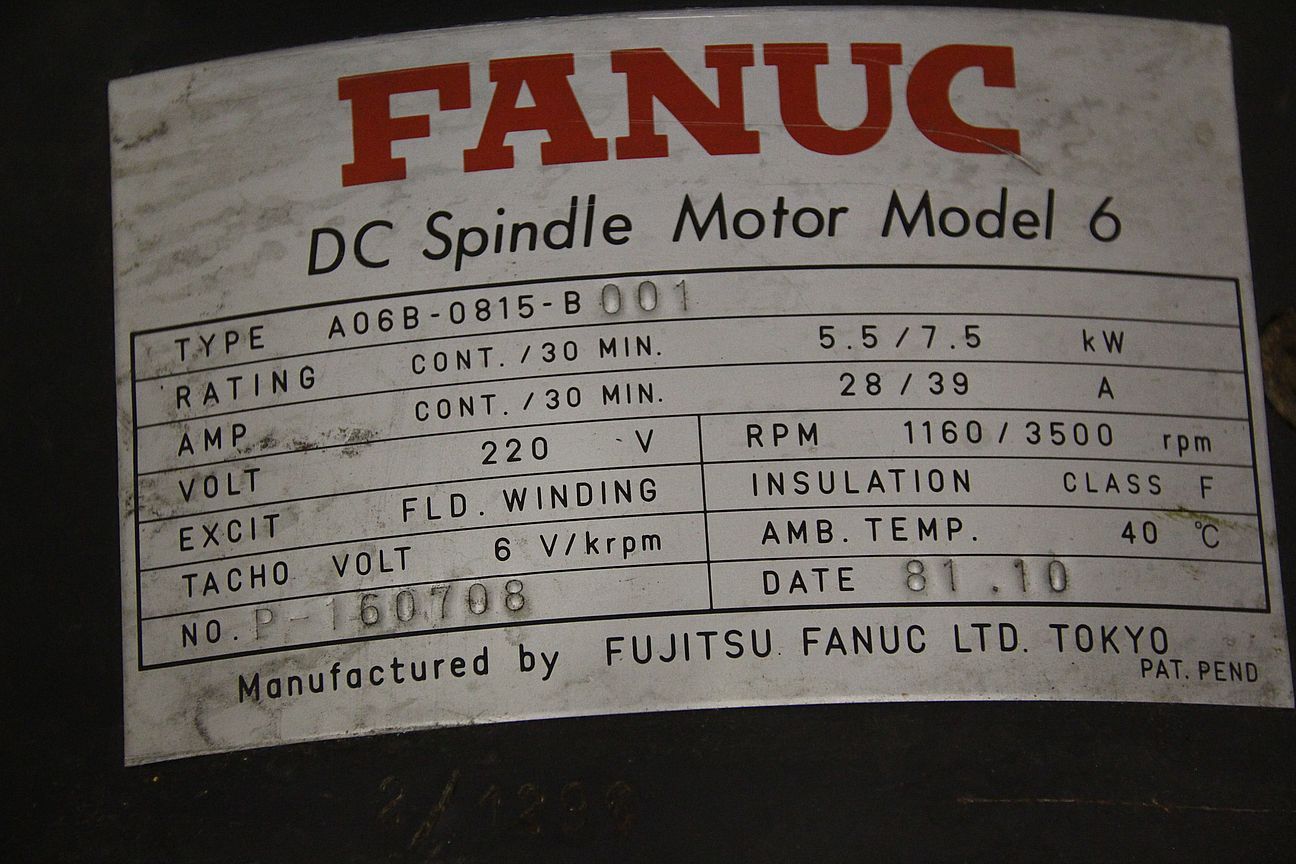 FANUC
DC Spindle Motor Model 6
TYPE A06B-0815-B 001
RATING CONT. /30 MIN. 5.5/7.5 kW
AMP CONT. /30 MIN. 28/39 A
VOLT 220 V RPM 1160/3500 rpm
EXCIT FLD. WINDING INSULATION CLASS F
TACHO VOLT 6 V/krpm AMB. TEMP. 40 ℃
NO. P-160708 DATE 81.10
Manufactured by FUJITSU FANUC LTD. TOKYO
PAT. PEND